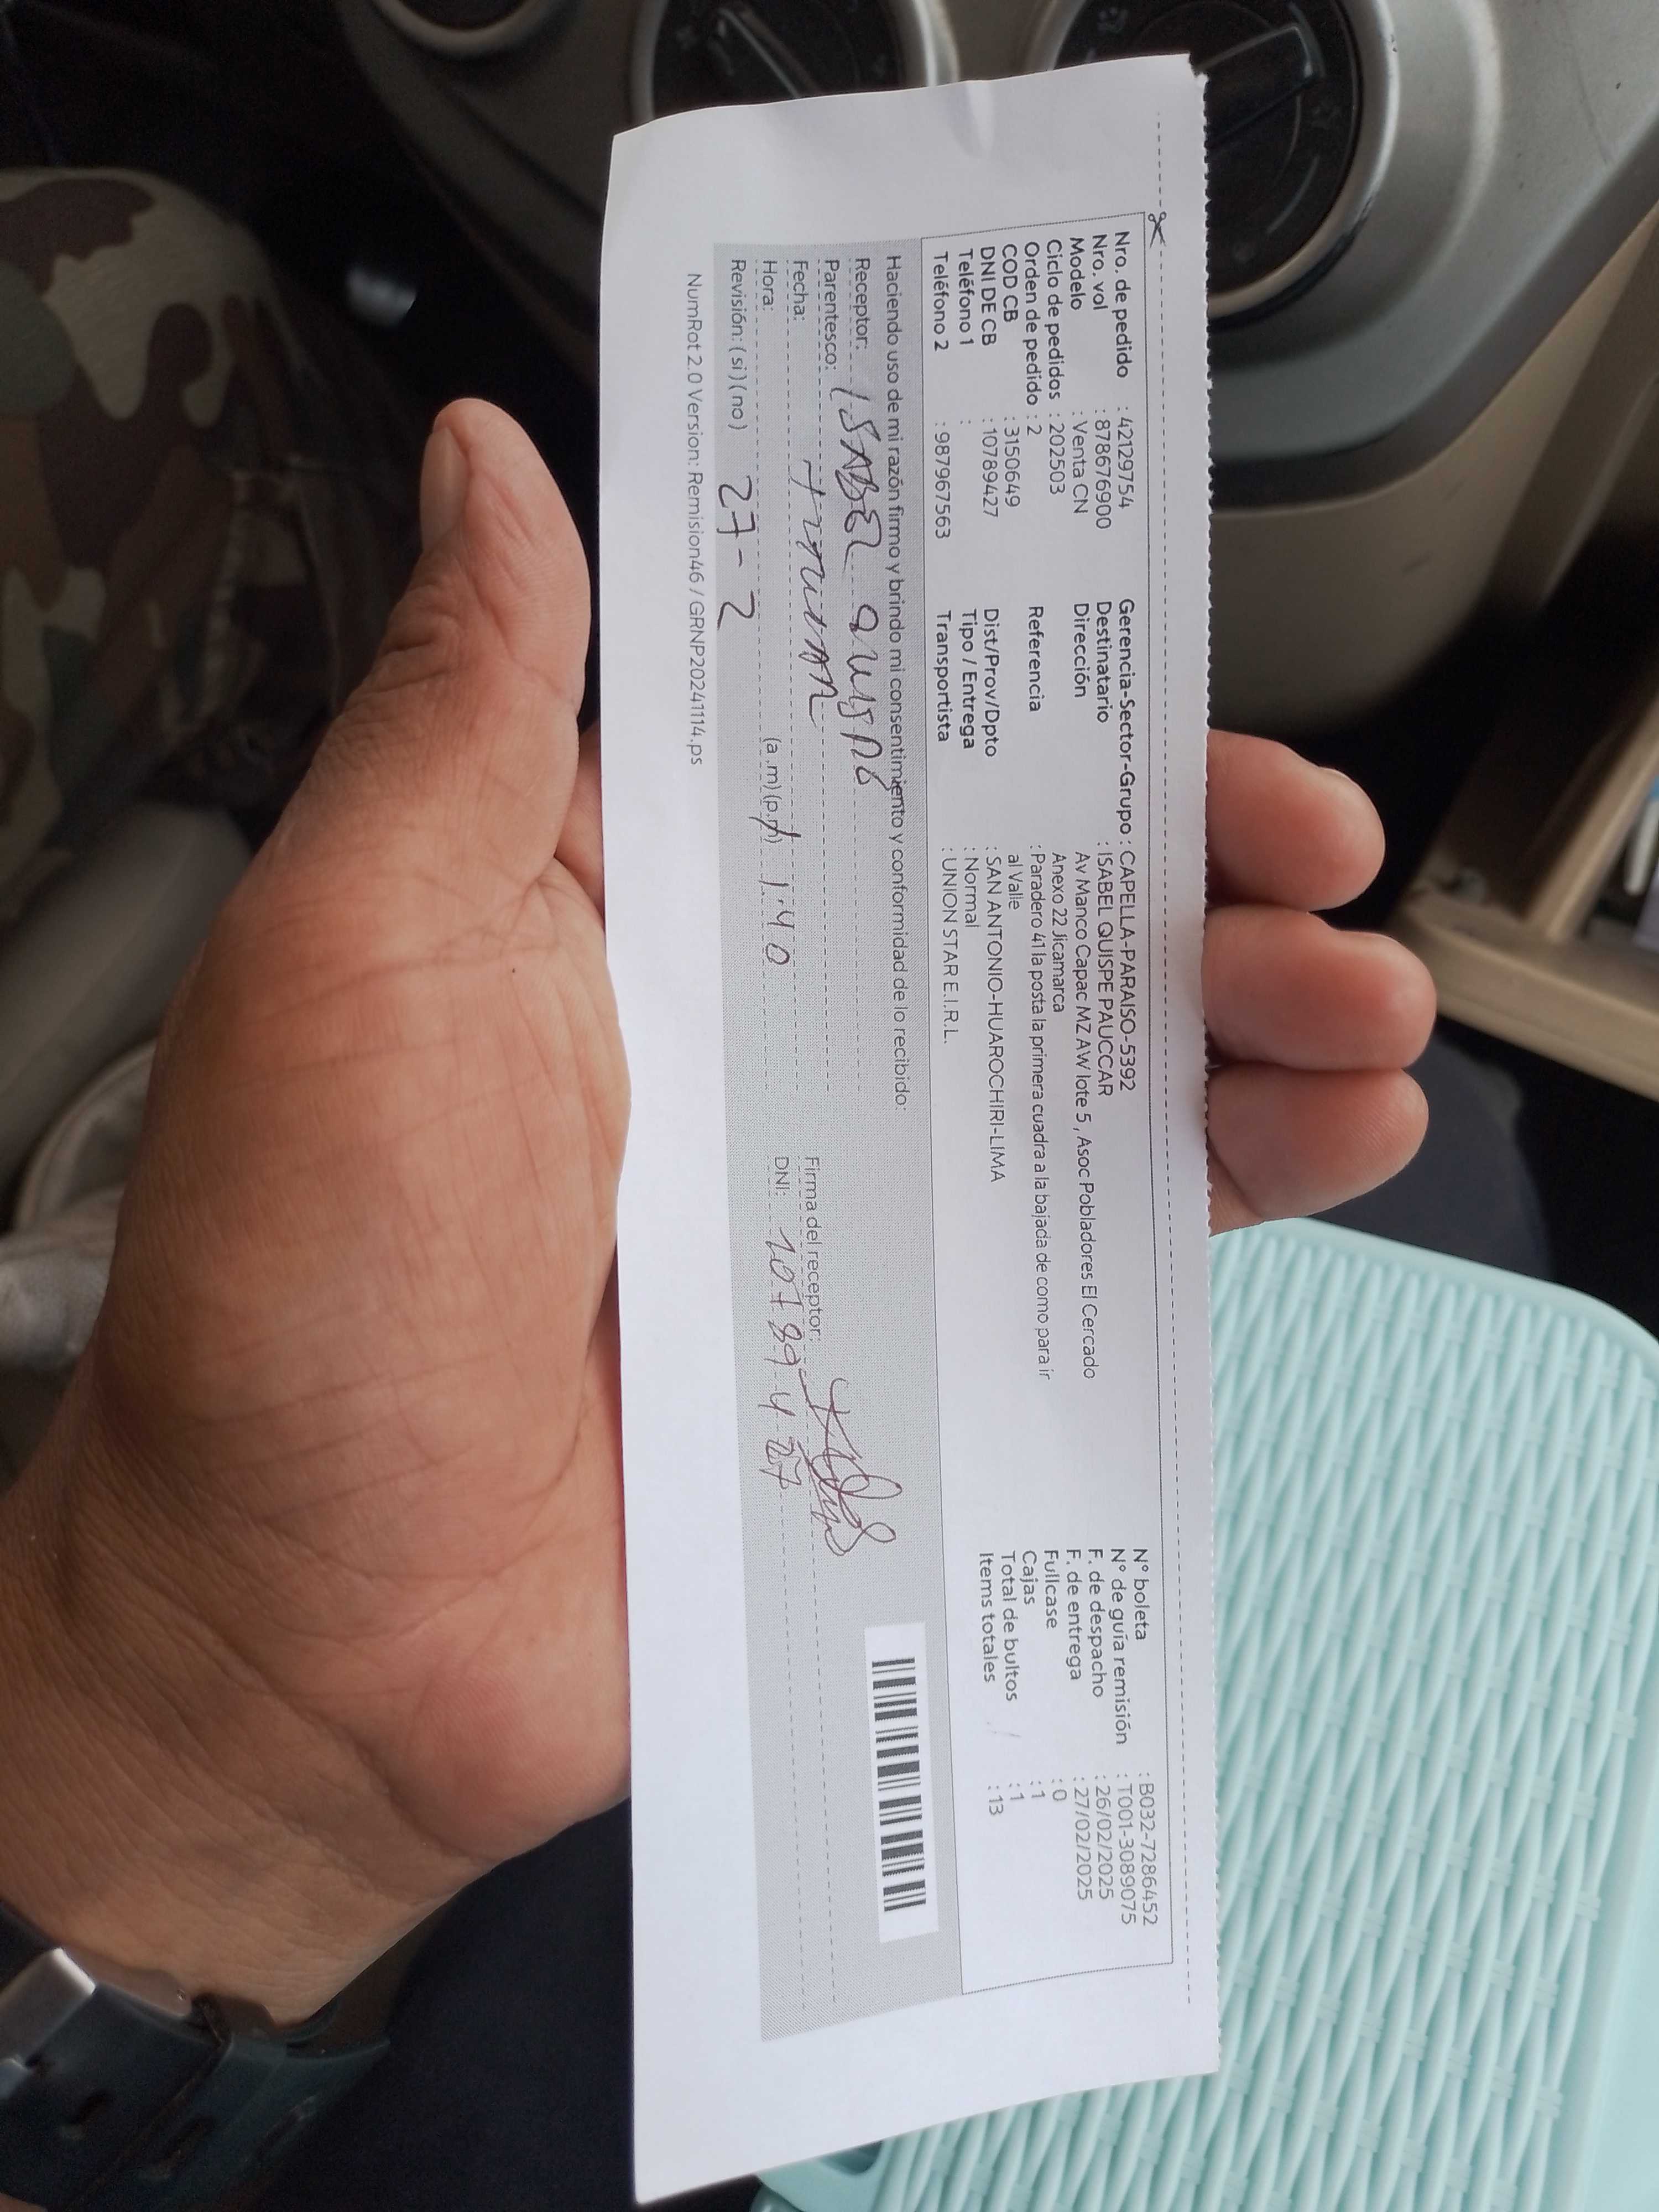 Nro. de pedido : 42129754
Nro. vol : 878676900
Modelo : Venta CN
Ciclo de pedidos : 202503
Orden de pedido : 2
COD CB : 3150649
DNI DE CB : 10789427
Teléfono 1 :
Teléfono 2 : 987967563
Gerencia-Sector-Grupo : CAPELLA-PARAISO-5392
Destinatario : ISABEL QUISPE PAUCCAR
Dirección Av Manco Capac MZ AW lote 5 , Asoc Pobladores El Cercado
Anexo 22 Jicamarca
Referencia : Paradero 41 la posta la primera cuadra a la bajada de como para ir
al Valle
Dist/Prov/Dpto : SAN ANTONIO-HUAROCHIRI-LIMA
Tipo / Entrega : Normal
Transportista : UNION STAR E.I.R.L.
N° boleta : B032-7286452
N° de guía remisión : T001-3089075
F. de despacho : 26/02/2025
F. de entrega : 27/02/2025
Fullcase : 0
Cajas : 1
Total de bultos : 1
Items totales : 13
Haciendo uso de mi razón firmo y brindo mi consentimiento y conformidad de lo recibido:
Receptor: ISABEL QUISPE
Parentesco:
Fecha:
Hora: (a.m) (p.m) 1:40
Revisión: ( si ) ( no ) 27-2
Firma del receptor:
DNI: 10789427
NumRot 2.0 Version: Remision46 / GRNP20241114.ps